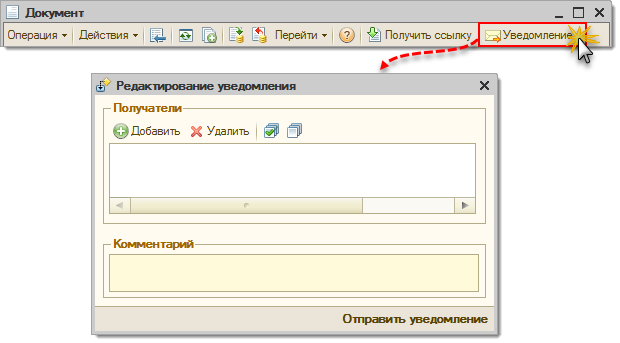 Документ
Операция Действия Перейти ? Получить ссылку Уведомление
Редактирование уведомления
Получатели
Добавить Удалить
Комментарий
Отправить уведомление